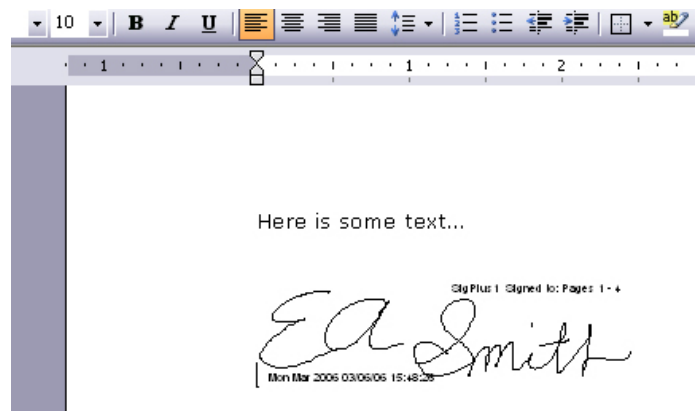 10 B I U
1 1 2
Here is some text...
SigPlus1 Signed to: Pages 1 - 4
EA Smith
Mon Mar 2006 03/06/06 15:48:28